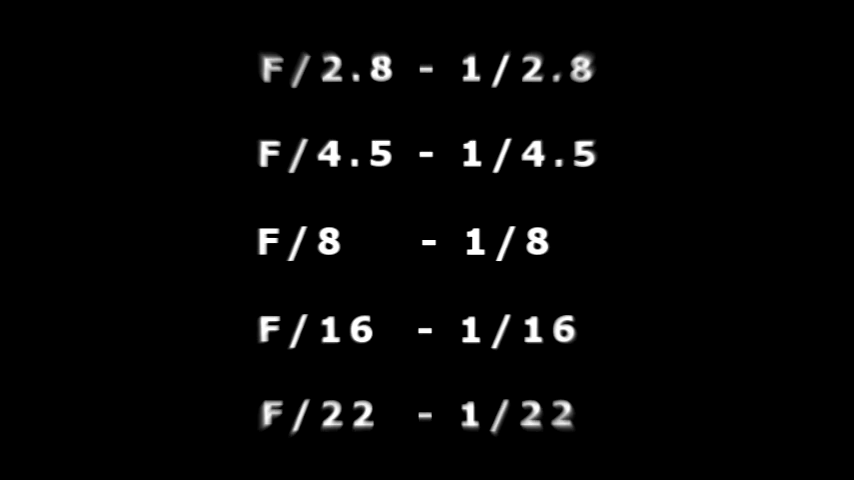 F/2.8 - 1/2.8
F/4.5 - 1/4.5
F/8 - 1/8
F/16 - 1/16
F/22 - 1/22